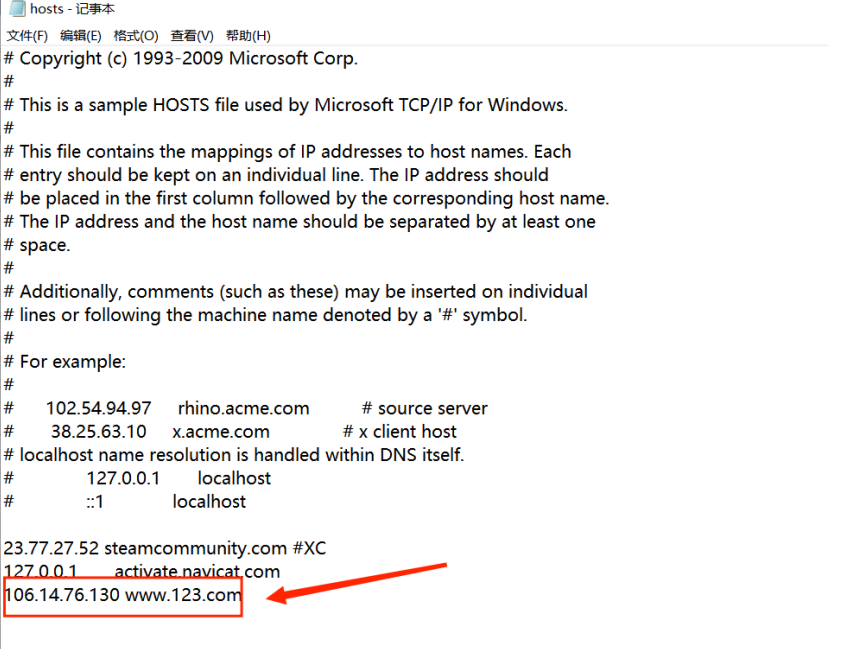 hosts - 记事本
文件(F) 编辑(E) 格式(O) 查看(V) 帮助(H)
# Copyright (c) 1993-2009 Microsoft Corp.
#
# This is a sample HOSTS file used by Microsoft TCP/IP for Windows.
#
# This file contains the mappings of IP addresses to host names. Each
# entry should be kept on an individual line. The IP address should
# be placed in the first column followed by the corresponding host name.
# The IP address and the host name should be separated by at least one
# space.
#
# Additionally, comments (such as these) may be inserted on individual
# lines or following the machine name denoted by a '#' symbol.
#
# For example:
#
#      102.54.94.97     rhino.acme.com          # source server
#       38.25.63.10     x.acme.com              # x client host
# localhost name resolution is handled within DNS itself.
#             127.0.0.1       localhost
#             ::1             localhost
23.77.27.52 steamcommunity.com #XC
127.0.0.1       activate.navicat.com
106.14.76.130 www.123.com